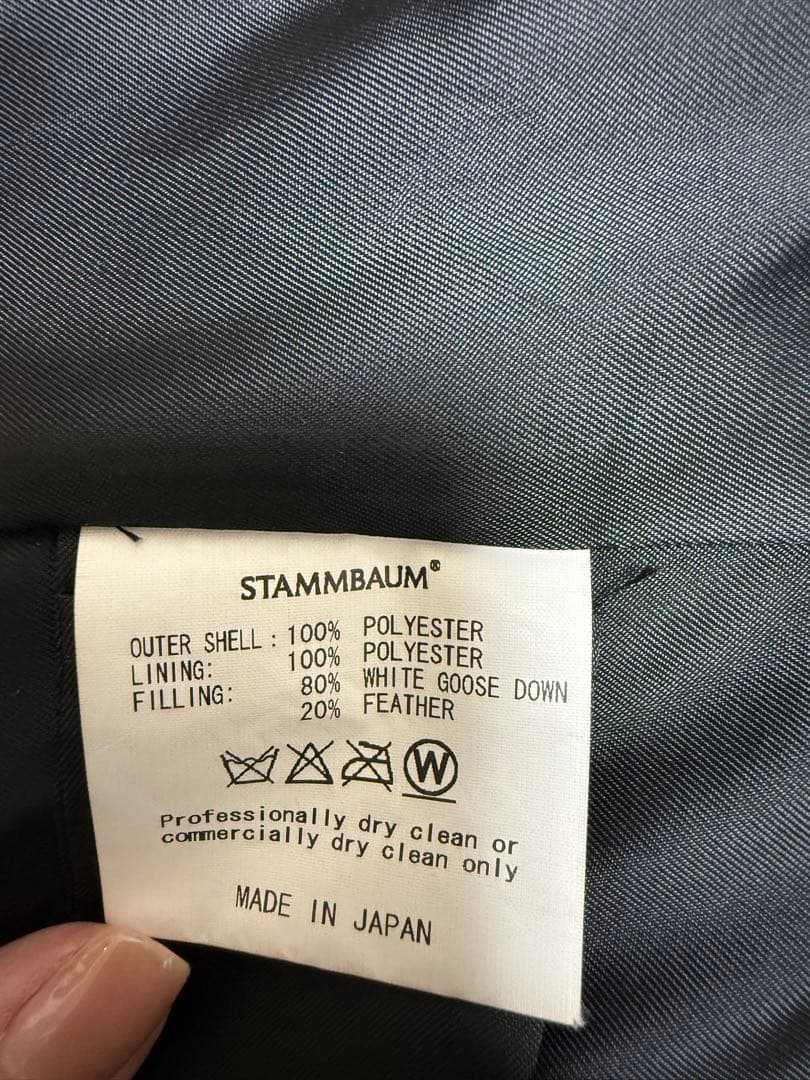 STAMMBAUM®
OUTER SHELL : 100% POLYESTER
LINING: 100% POLYESTER
FILLING: 80% WHITE GOOSE DOWN
20% FEATHER
W
Professionally dry clean or
commercially dry clean only
MADE IN JAPAN